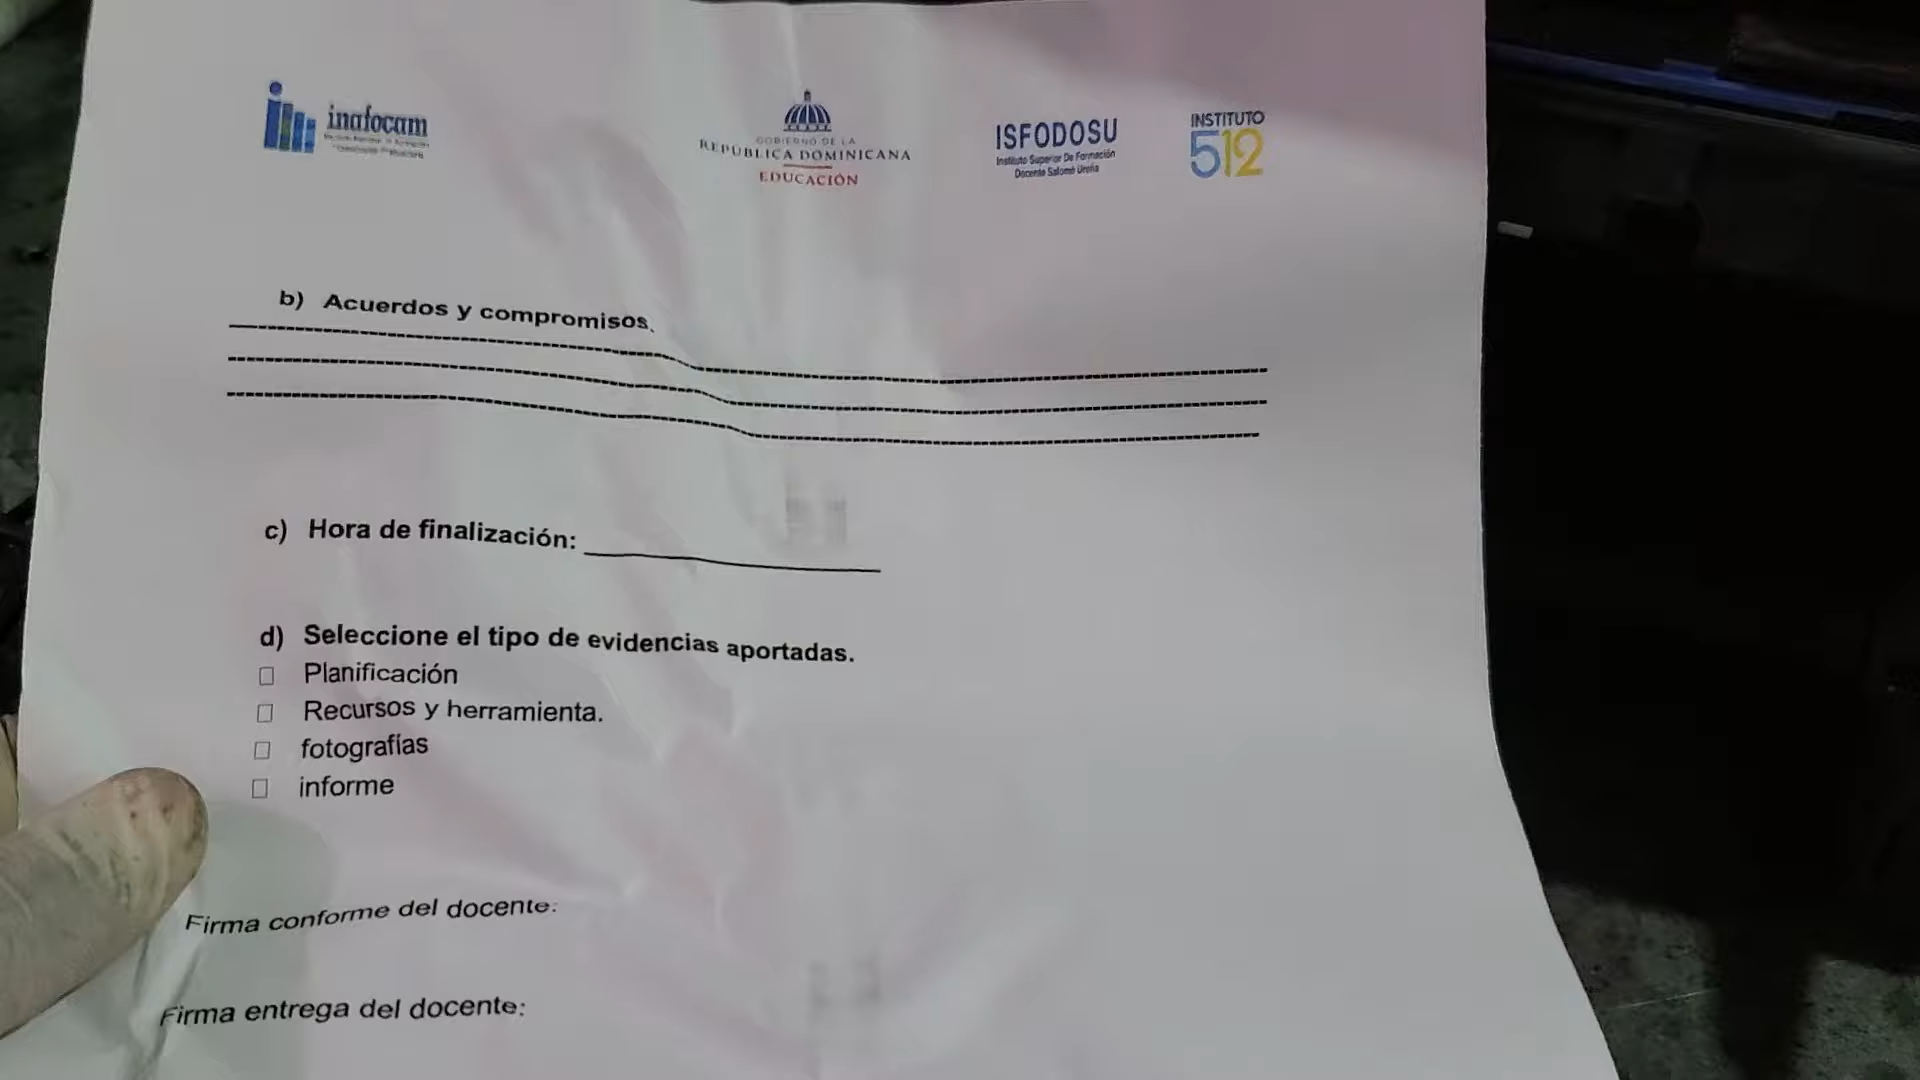 inafocam
GOBIERNO DE LA
REPÚBLICA DOMINICANA
EDUCACIÓN
ISFODOSU
Instituto Superior De Formación
Docente Salomé Ureña
INSTITUTO
512
b) Acuerdos y compromisos.
c) Hora de finalización:
d) Seleccione el tipo de evidencias aportadas.
Planificación
Recursos y herramienta.
fotografías
informe
Firma conforme del docente:
Firma entrega del docente: